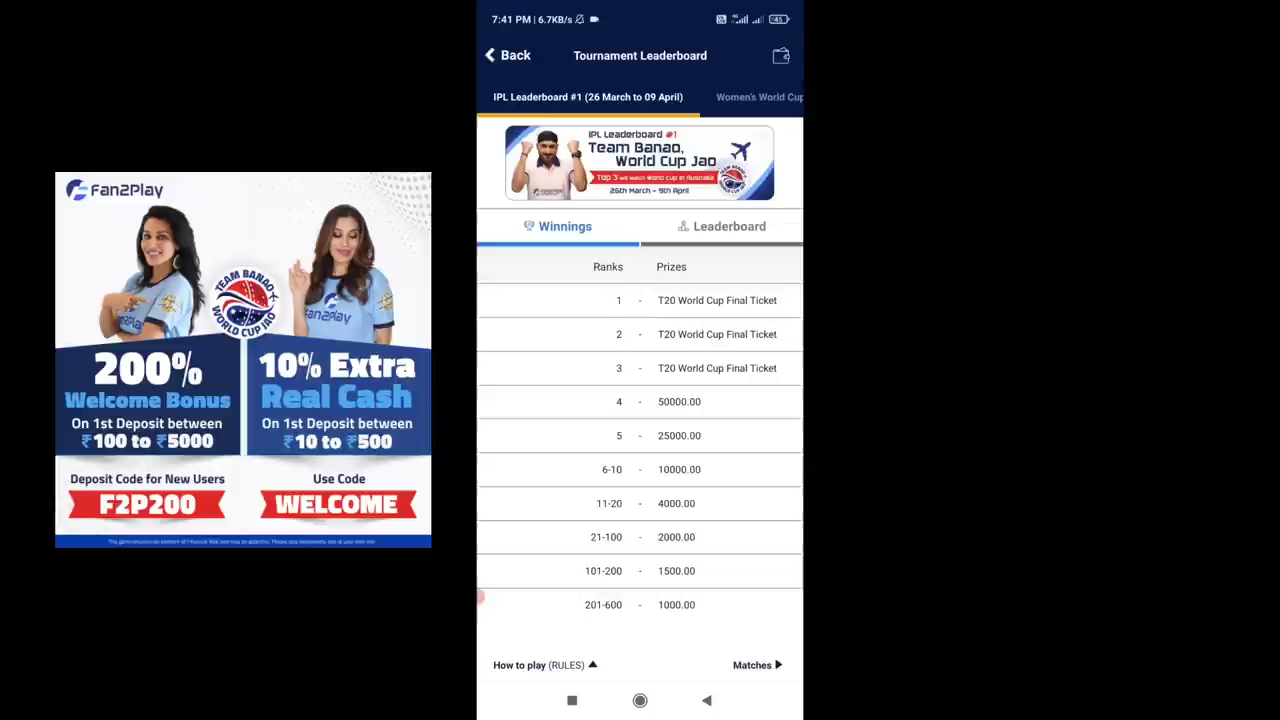 Fan2Play
TEAM BANAO
WORLD CUP JAO
Fan2Play
200%
Welcome Bonus
On 1st Deposit between
₹100 to ₹5000
Deposit Code for New Users
F2P200
10% Extra
Real Cash
On 1st Deposit between
₹10 to ₹500
Use Code
WELCOME
7:41 PM | 6.7KB/s
4G
45
Back
Tournament Leaderboard
IPL Leaderboard #1 (26 March to 09 April)
Women's World Cup
IPL Leaderboard #1
Team Banao,
World Cup Jao
Top 3 will watch World Cup in Australia
26th March - 9th April
Winnings
Leaderboard
Ranks Prizes
1 - T20 World Cup Final Ticket
2 - T20 World Cup Final Ticket
3 - T20 World Cup Final Ticket
4 - 50000.00
5 - 25000.00
6-10 - 10000.00
11-20 - 4000.00
21-100 - 2000.00
101-200 - 1500.00
201-600 - 1000.00
How to play (RULES)
Matches